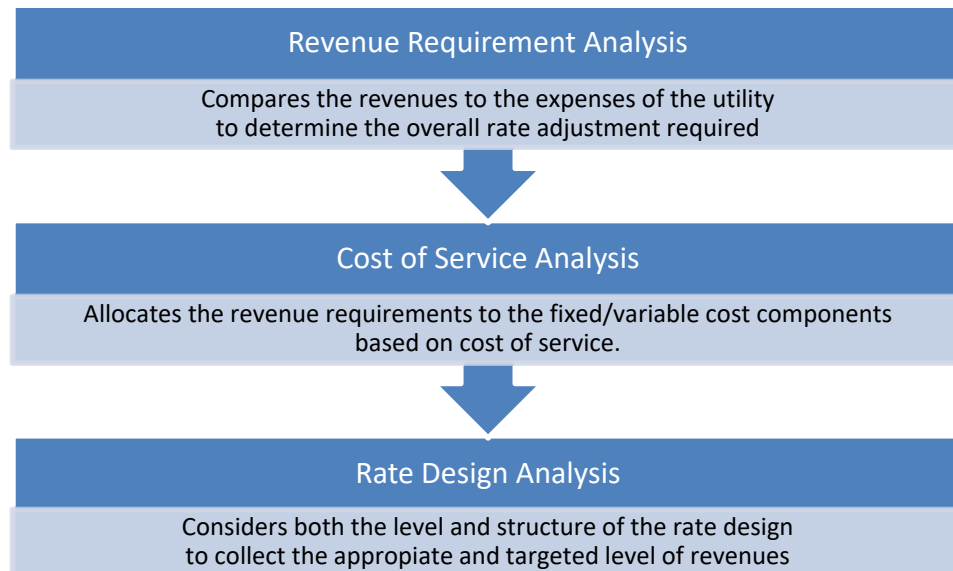 Revenue Requirement Analysis
Compares the revenues to the expenses of the utility
to determine the overall rate adjustment required
Cost of Service Analysis
Allocates the revenue requirements to the fixed/variable cost components
based on cost of service.
Rate Design Analysis
Considers both the level and structure of the rate design
to collect the appropiate and targeted level of revenues